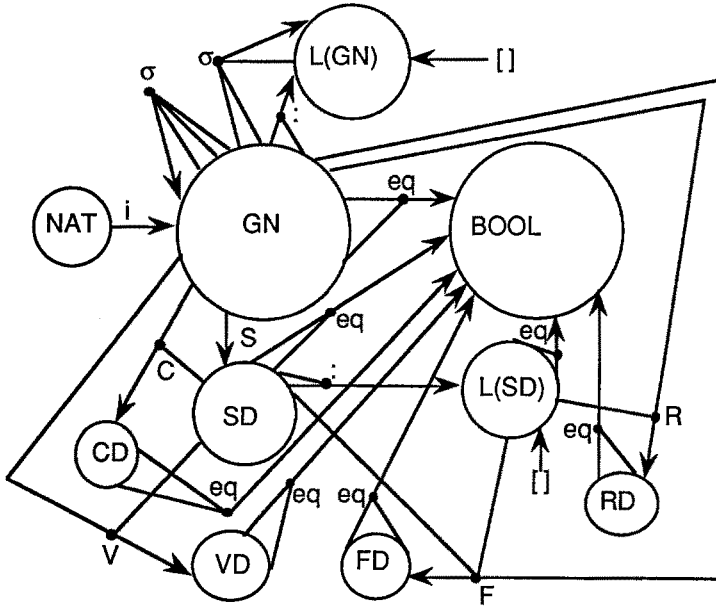 σ
σ
L(GN)
[ ]
:
eq
NAT
i
GN
BOOL
S
eq
eq
C
:
L(SD)
SD
R
CD
eq
[ ]
RD
eq
eq
eq
V
VD
FD
F